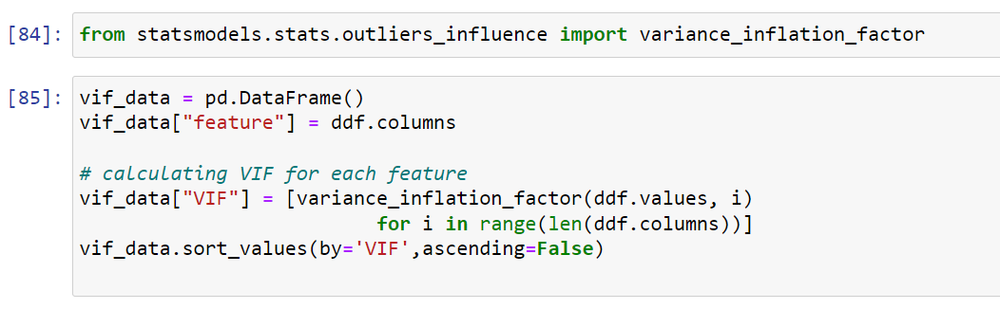 [84]: from statsmodels.stats.outliers_influence import variance_inflation_factor
[85]: vif_data = pd.DataFrame()
vif_data["feature"] = ddf.columns
# calculating VIF for each feature
vif_data["VIF"] = [variance_inflation_factor(ddf.values, i)
for i in range(len(ddf.columns))]
vif_data.sort_values(by='VIF',ascending=False)